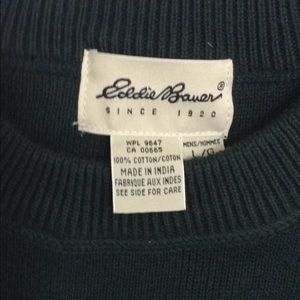 Eddie Bauer®
SINCE 1920
WPL 9647
CA 00665
100% COTTON/COTON
MADE IN INDIA
FABRIQUE AUX INDES
SEE SIDE FOR CARE
MENS/HOMMES
L/G